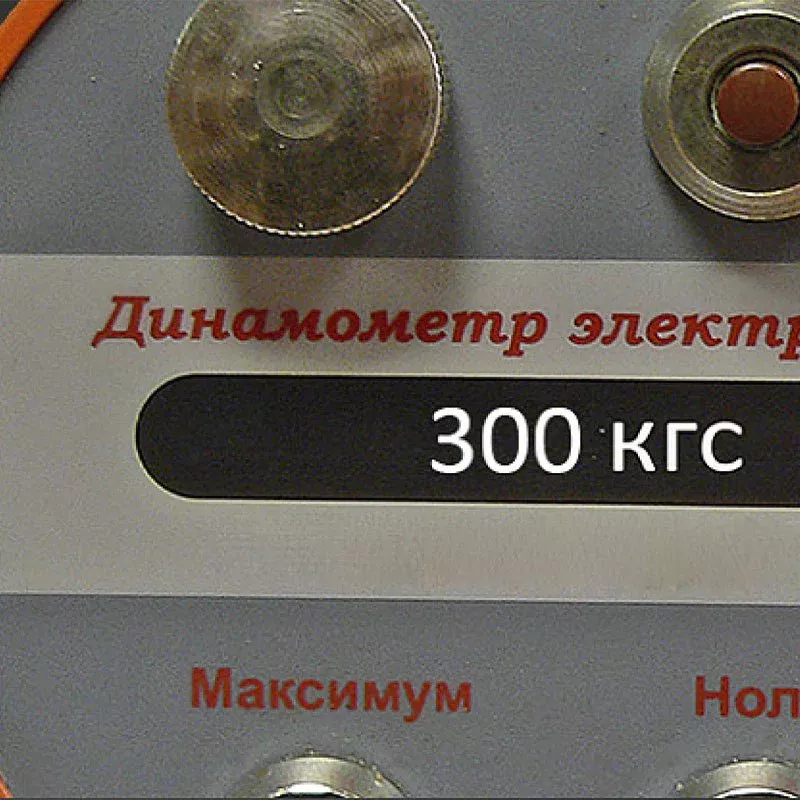 Динамометр электр
300 кгс
Максимум
Нол